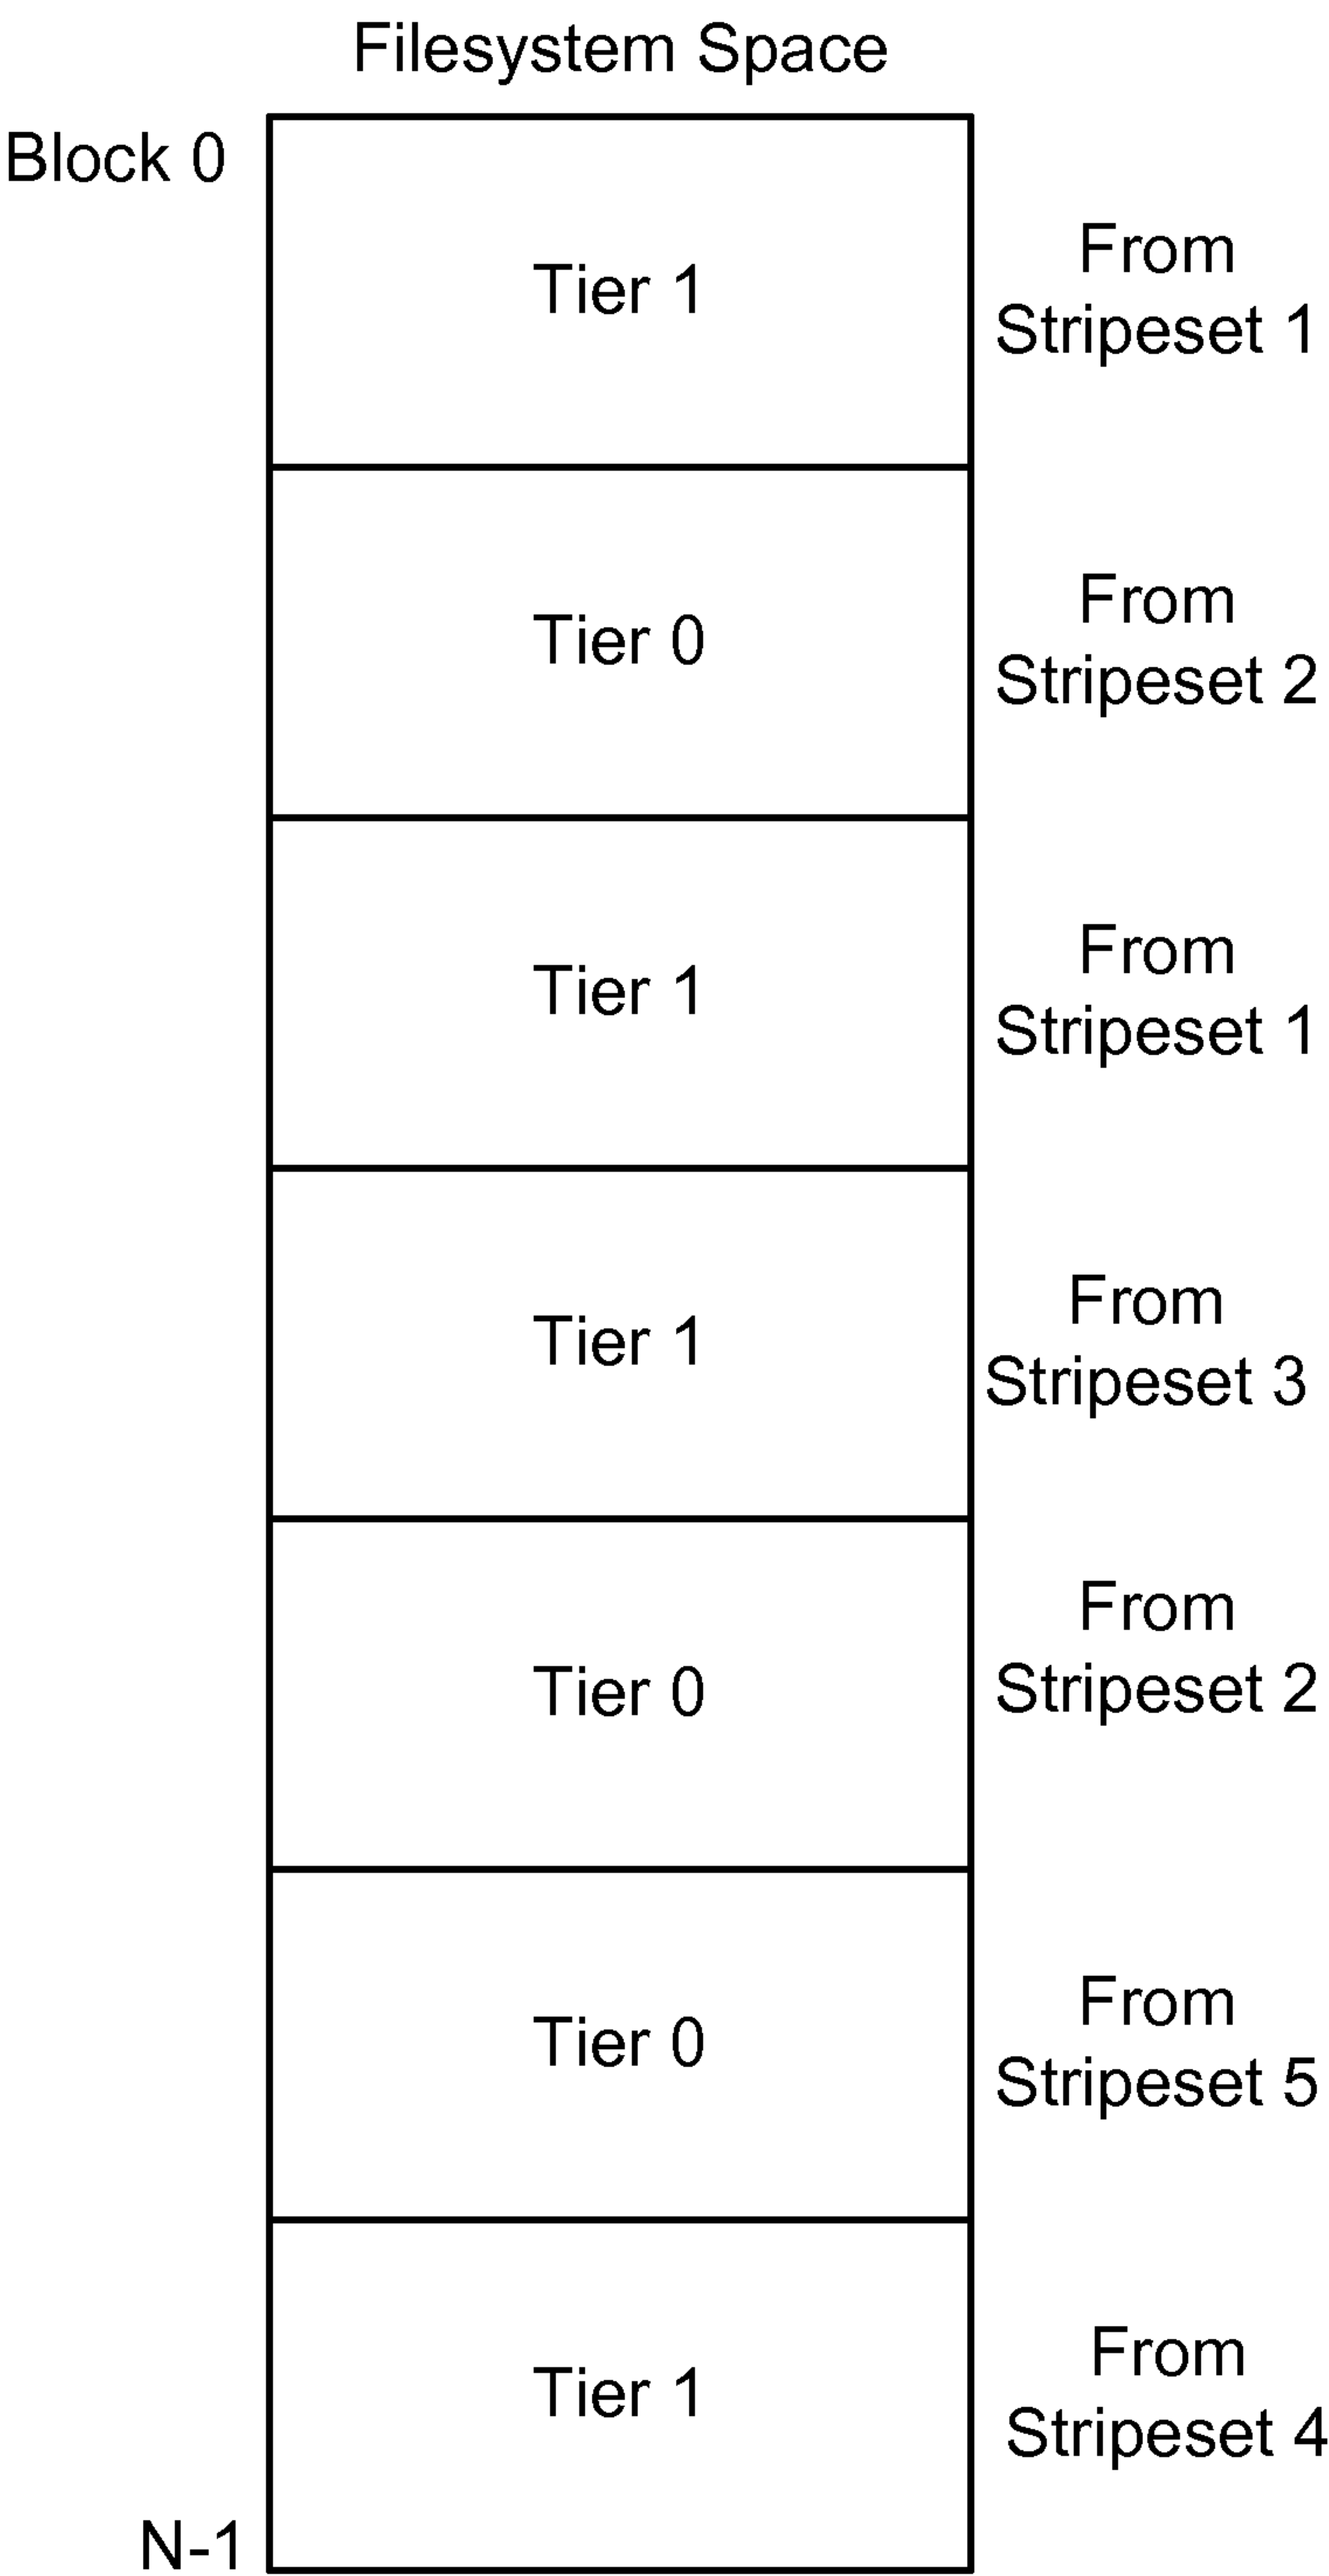 Filesystem Space
Block 0
Tier 1
From
Stripeset 1
Tier 0
From
Stripeset 2
Tier 1
From
Stripeset 1
Tier 1
From
Stripeset 3
Tier 0
From
Stripeset 2
Tier 0
From
Stripeset 5
Tier 1
From
Stripeset 4
N-1